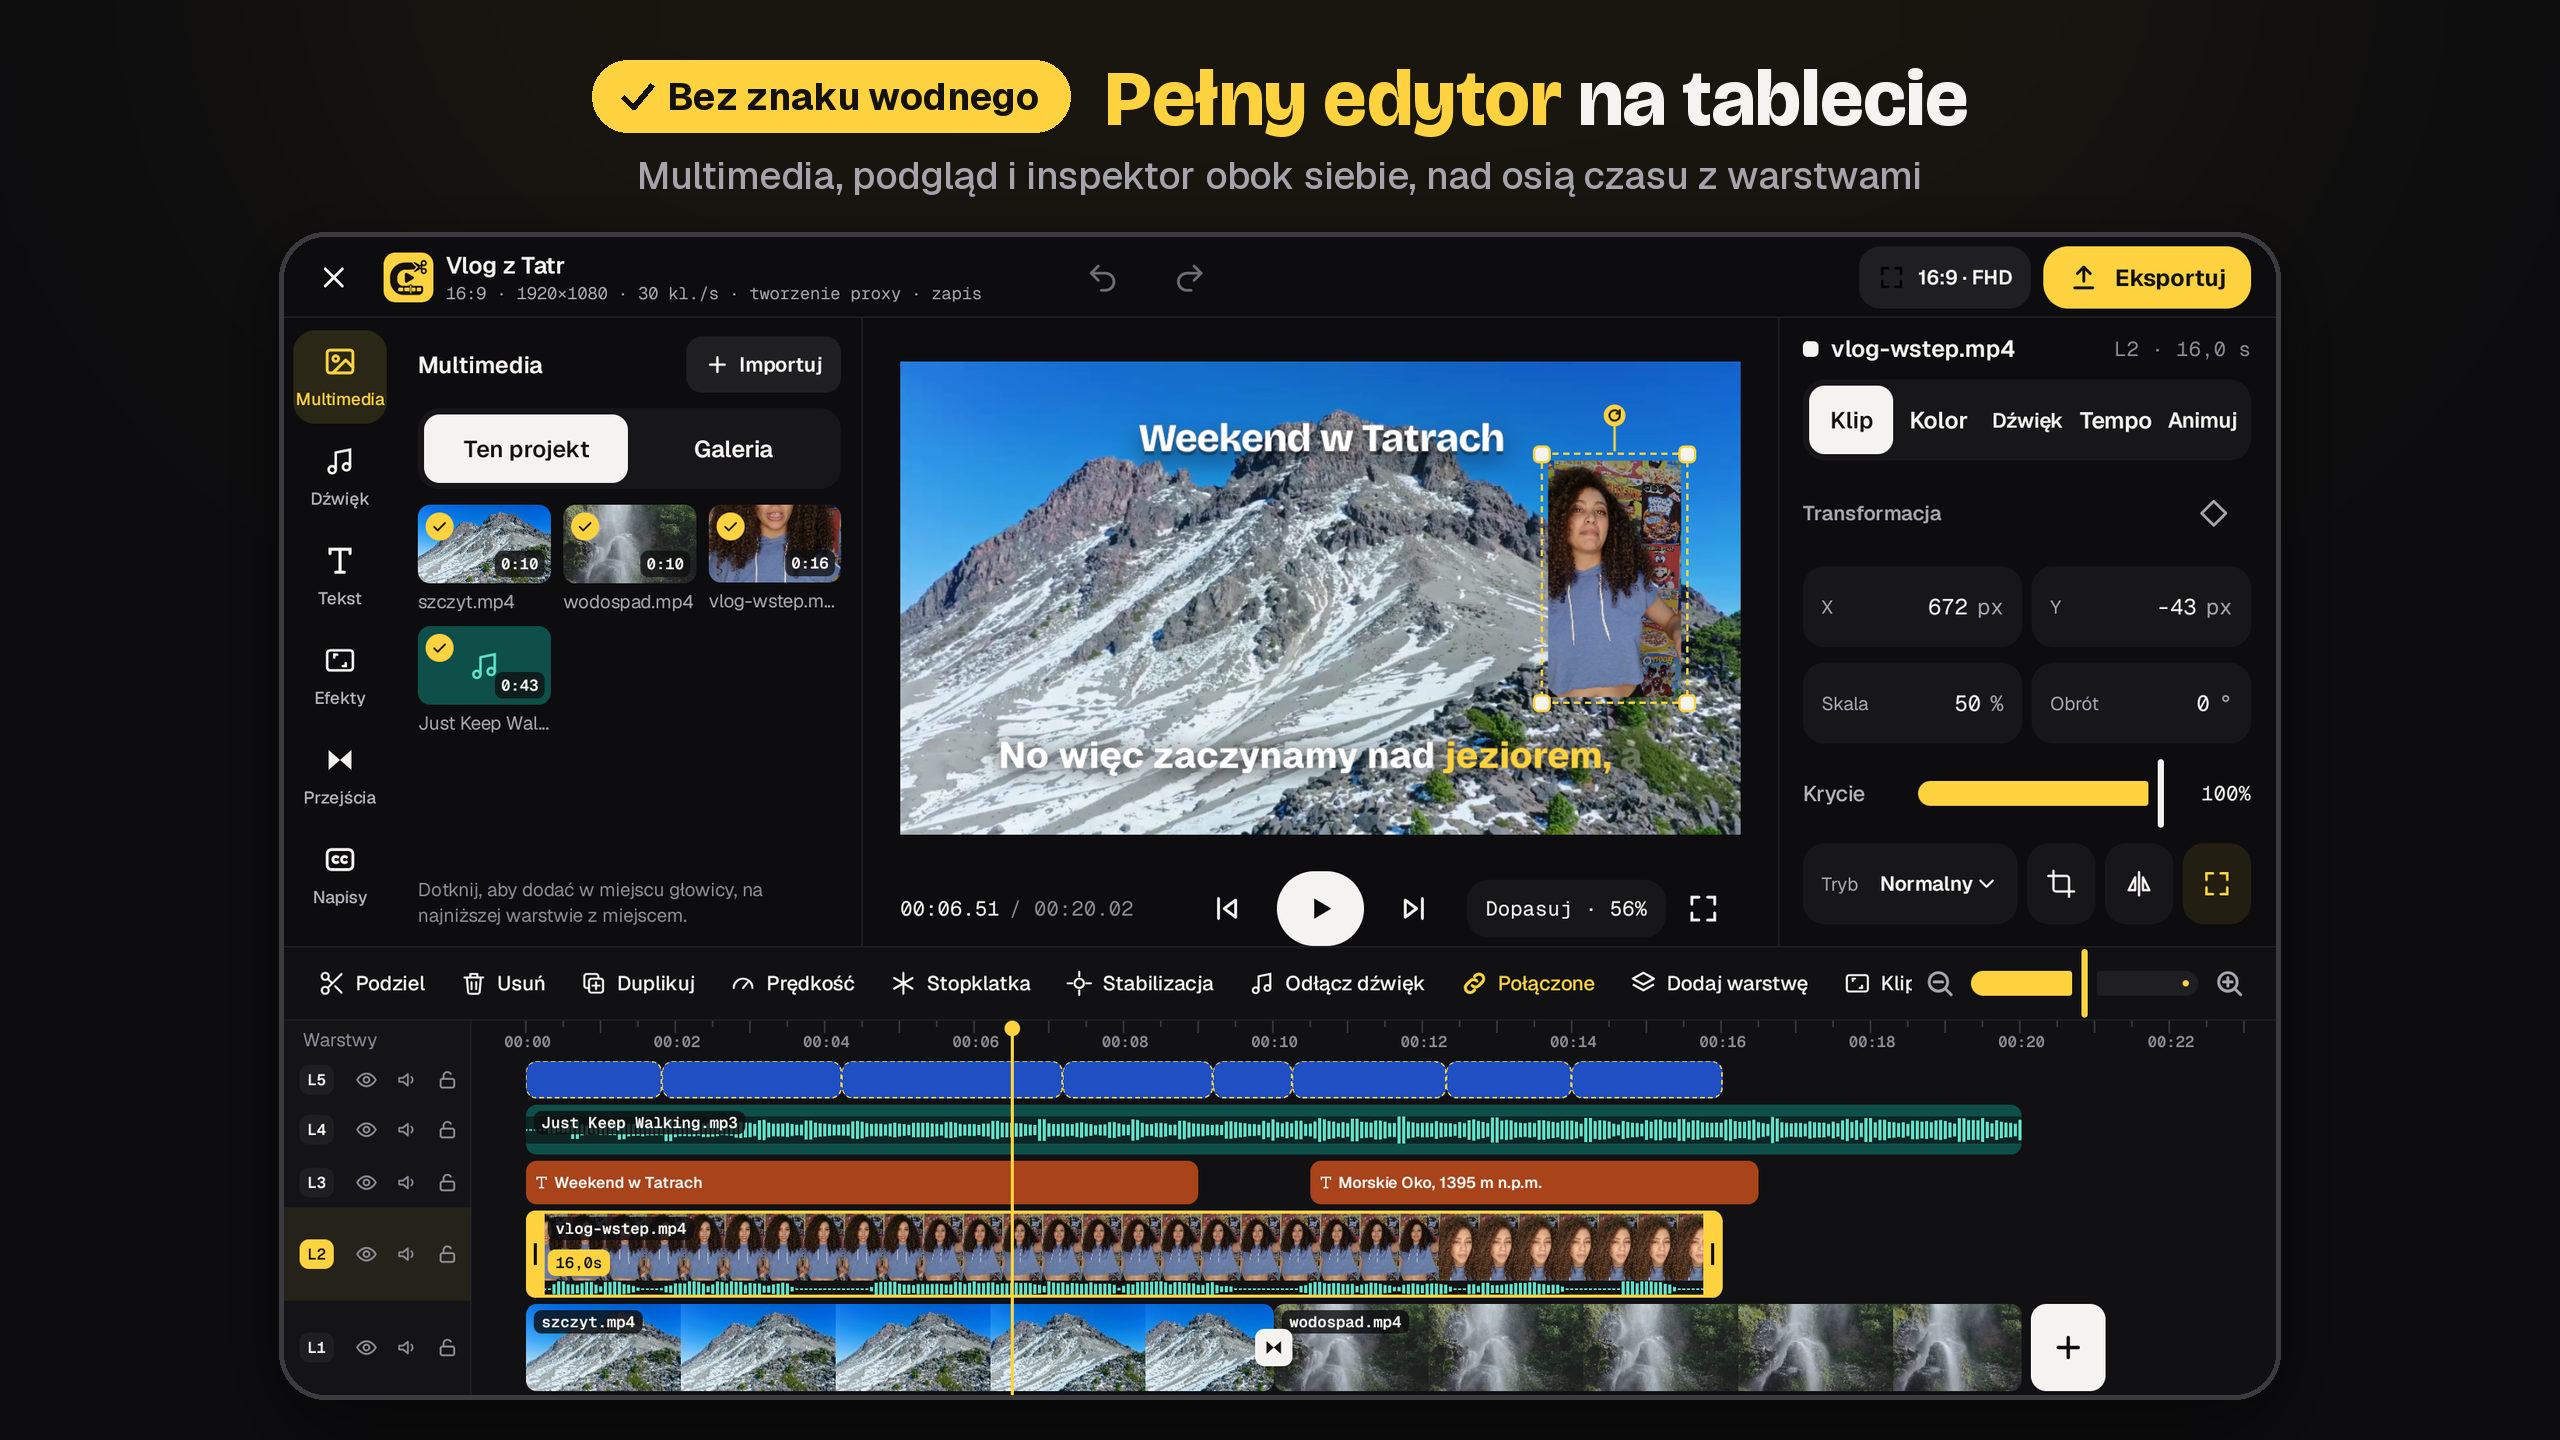 Bez znaku wodnego
Pełny edytor na tablecie
Multimedia, podgląd i inspektor obok siebie, nad osią czasu z warstwami
Vlog z Tatr
16:9 · 1920×1080 · 30 kl./s · tworzenie proxy · zapis
16:9 · FHD
Eksportuj
Multimedia
Dźwięk
Tekst
Efekty
Przejścia
Napisy
Multimedia
Importuj
Ten projekt
Galeria
0:10
0:10
0:16
szczyt.mp4
wodospad.mp4
vlog-wstep.m...
0:43
Just Keep Wal...
Dotknij, aby dodać w miejscu głowicy, na
najniższej warstwie z miejscem.
Weekend w Tatrach
No więc zaczynamy nad jeziorem, a
00:06.51 / 00:20.02
Dopasuj · 56%
vlog-wstep.mp4
L2 · 16,0 s
Klip
Kolor
Dźwięk
Tempo
Animuj
Transformacja
X 672 px
Y -43 px
Skala 50 %
Obrót 0 °
Krycie 100%
Tryb Normalny
Podziel
Usuń
Duplikuj
Prędkość
Stopklatka
Stabilizacja
Odłącz dźwięk
Połączone
Dodaj warstwę
Klip
Warstwy
00:00 00:02 00:04 00:06 00:08 00:10 00:12 00:14 00:16 00:18 00:20 00:22
L5
L4
Just Keep Walking.mp3
L3
T Weekend w Tatrach
T Morskie Oko, 1395 m n.p.m.
L2
vlog-wstep.mp4
16,0s
L1
szczyt.mp4
wodospad.mp4